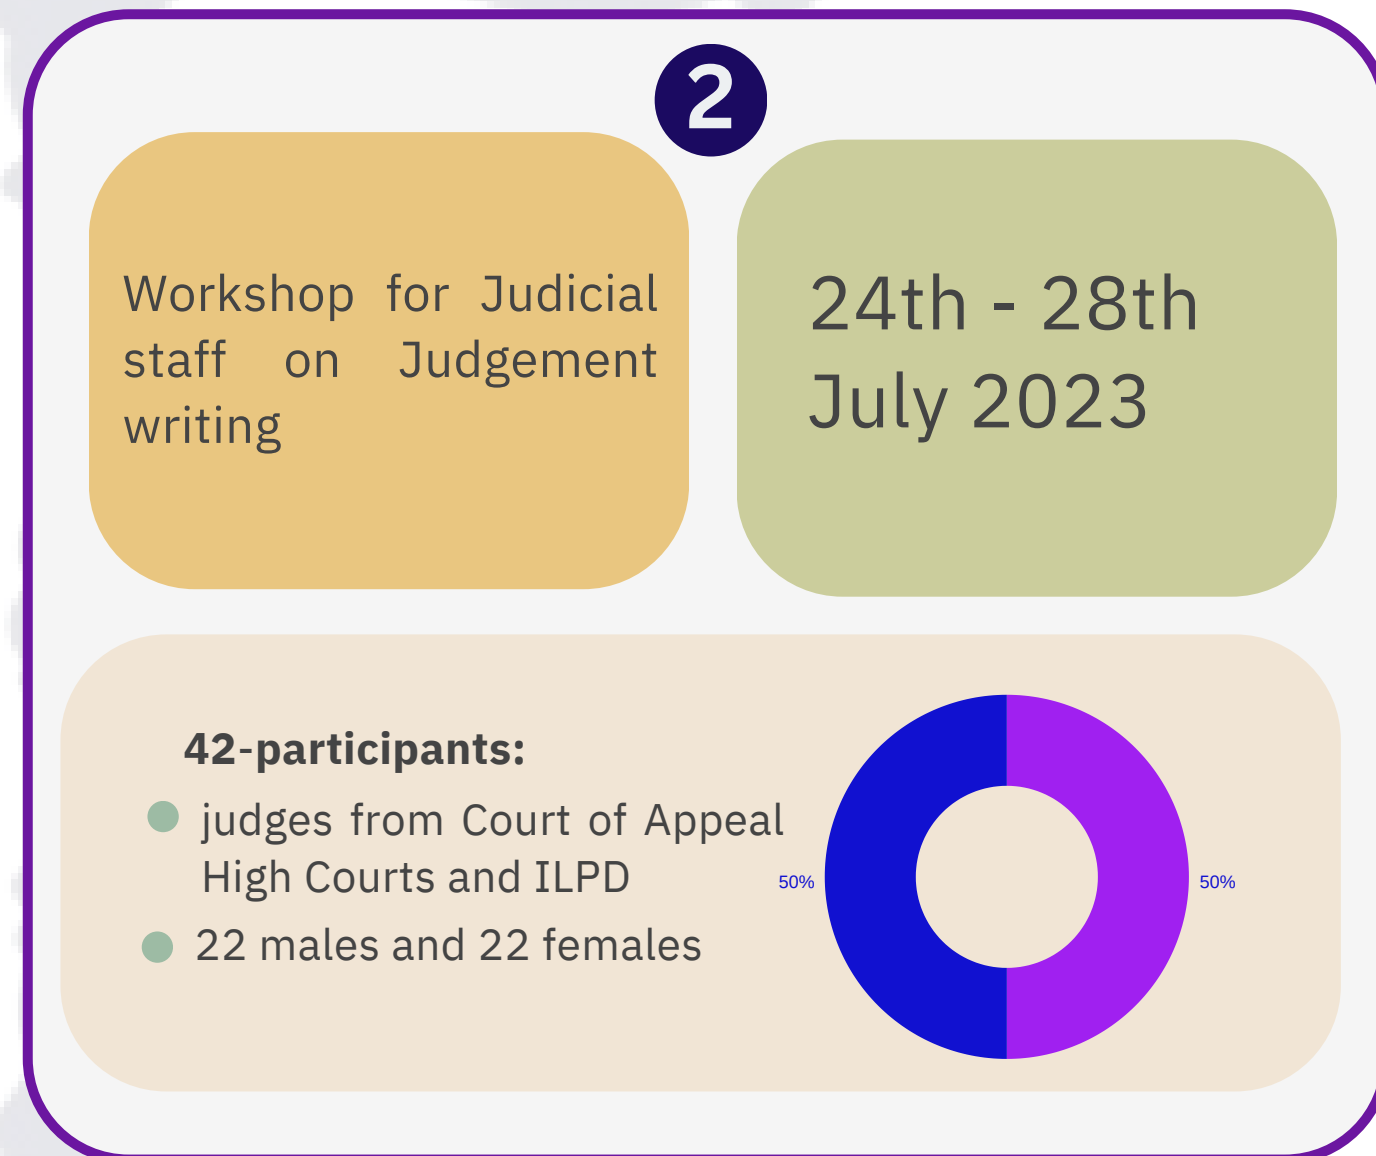 2
Workshop for Judicial
staff on Judgement
writing
24th - 28th
July 2023
42-participants:
judges from Court of Appeal
High Courts and ILPD
22 males and 22 females
50%
50%